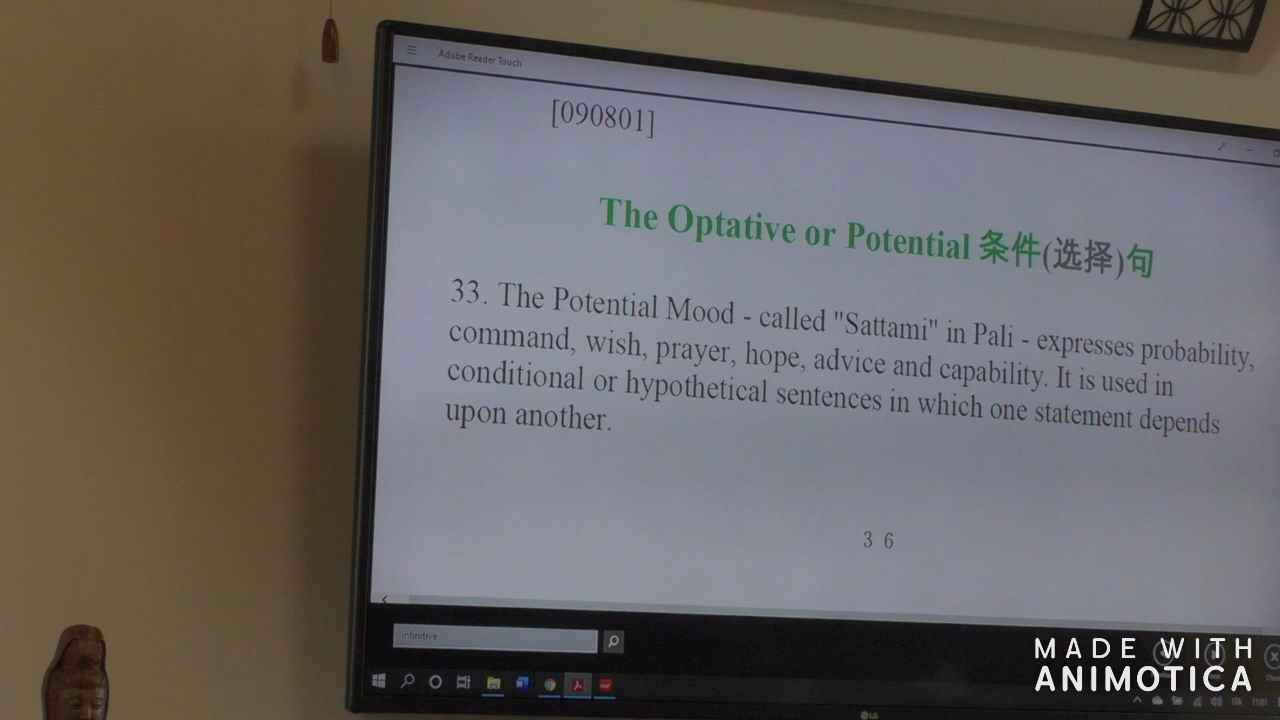 Adobe Reader Touch
[090801]
The Optative or Potential 条件(选择)句
33. The Potential Mood - called "Sattami" in Pali - expresses probability,
command, wish, prayer, hope, advice and capability. It is used in
conditional or hypothetical sentences in which one statement depends
upon another.
3 6
infinitive
MADE WITH
ANIMOTICA
ITA
LG